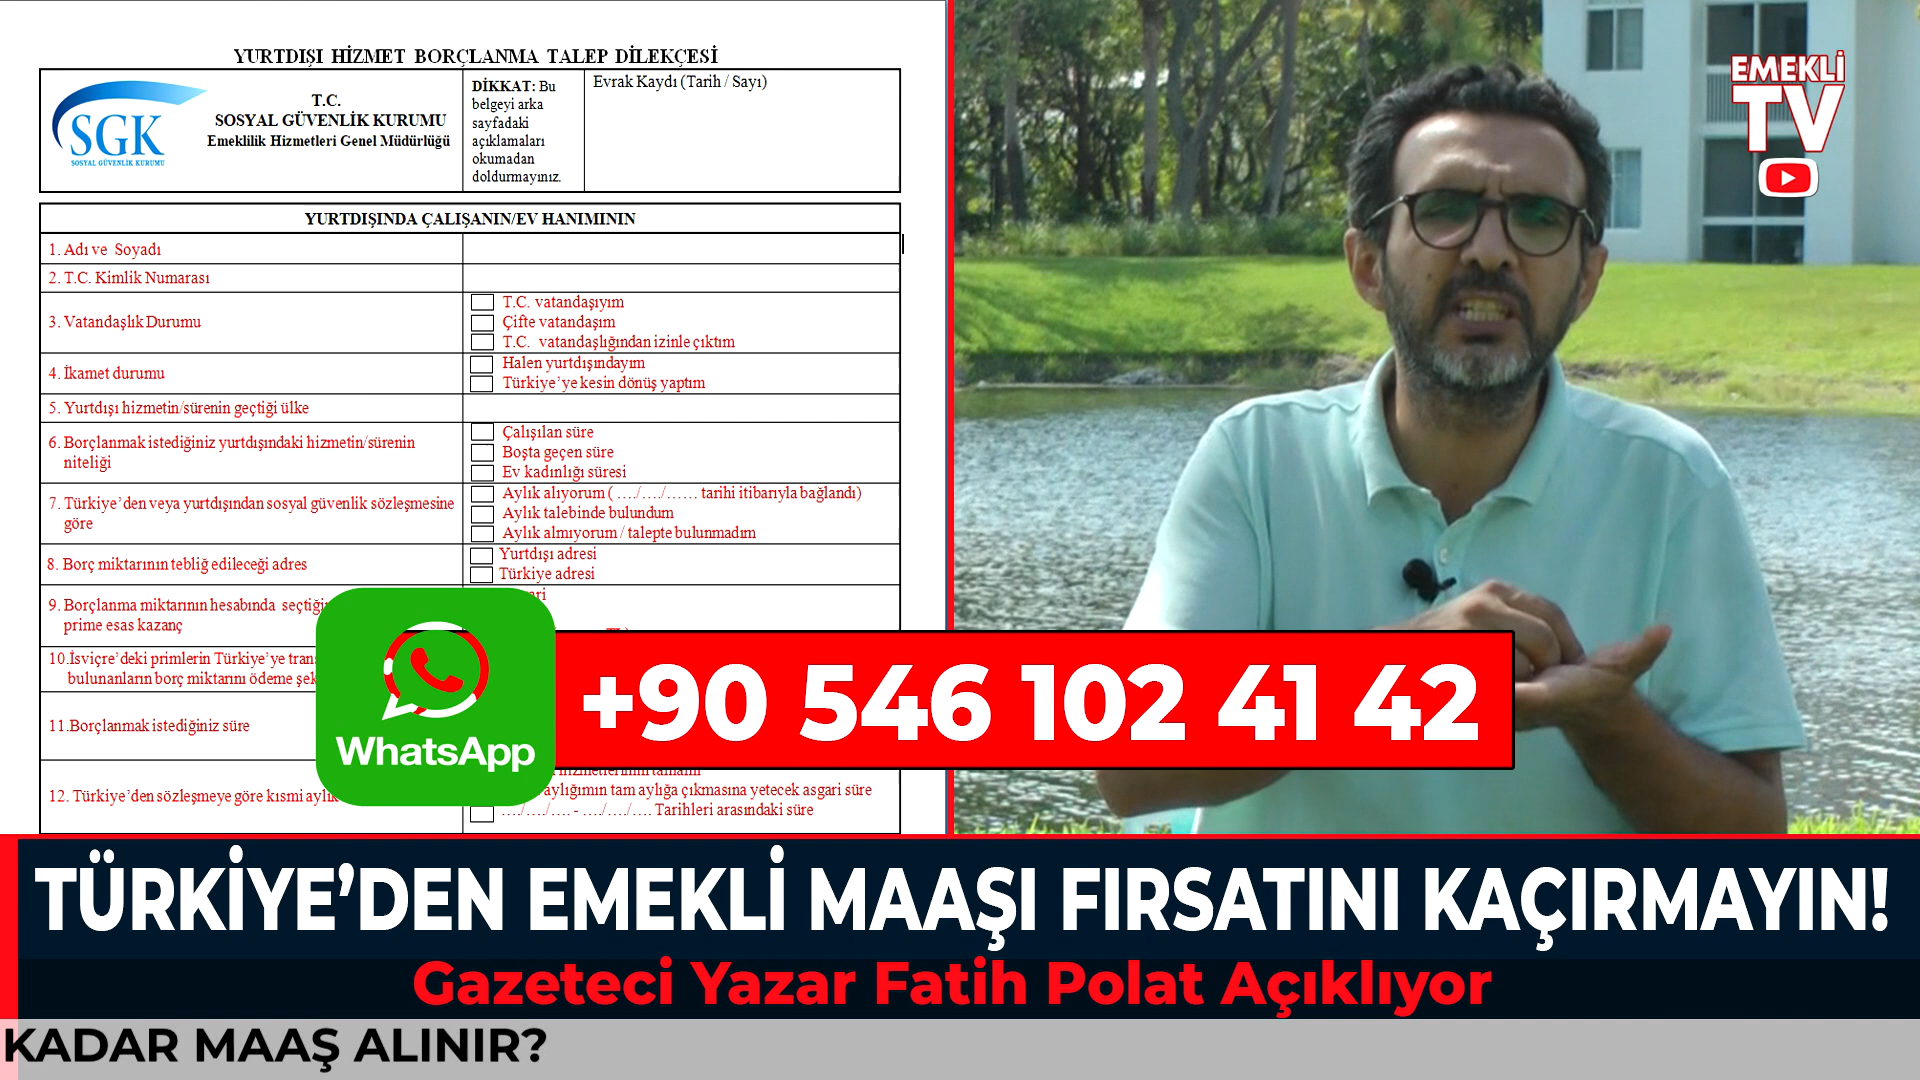 YURTDIŞI HİZMET BORÇLANMA TALEP DİLEKÇESİ
SGK
SOSYAL GÜVENLİK KURUMU
T.C.
SOSYAL GÜVENLİK KURUMU
Emeklilik Hizmetleri Genel Müdürlüğü
DİKKAT: Bu
belgeyi arka
sayfadaki
açıklamaları
okumadan
doldurmayınız.
Evrak Kaydı (Tarih / Sayı)
YURTDIŞINDA ÇALIŞANIN/EV HANIMININ
1. Adı ve Soyadı
2. T.C. Kimlik Numarası
3. Vatandaşlık Durumu
T.C. vatandaşıyım
Çifte vatandaşım
T.C. vatandaşlığından izinle çıktım
4. İkamet durumu
Halen yurtdışındayım
Türkiye'ye kesin dönüş yaptım
5. Yurtdışı hizmetin/sürenin geçtiği ülke
6. Borçlanmak istediğiniz yurtdışındaki hizmetin/sürenin
niteliği
Çalışılan süre
Boşta geçen süre
Ev kadınlığı süresi
7. Türkiye'den veya yurtdışından sosyal güvenlik sözleşmesine
göre
Aylık alıyorum ( …./…./…… tarihi itibarıyla bağlandı)
Aylık talebinde bulundum
Aylık almıyorum / talepte bulunmadım
8. Borç miktarının tebliğ edileceği adres
Yurtdışı adresi
Türkiye adresi
9. Borçlanma miktarının hesabında
prime esas kazanç
10.İsviçre'deki primlerin Türkiye'ye
bulunanların borç miktarını ödeme
11.Borçlanmak istediğiniz süre
12. Türkiye'den sözleşmeye göre kısmi
aylığımın tam aylığa çıkmasına yetecek asgari süre
…./…./…. - …./…./…. Tarihleri arasındaki süre
WhatsApp
+90 546 102 41 42
EMEKLİ
TV
TÜRKİYE'DEN EMEKLİ MAAŞI FIRSATINI KAÇIRMAYIN!
Gazeteci Yazar Fatih Polat Açıklıyor
KADAR MAAŞ ALINIR?